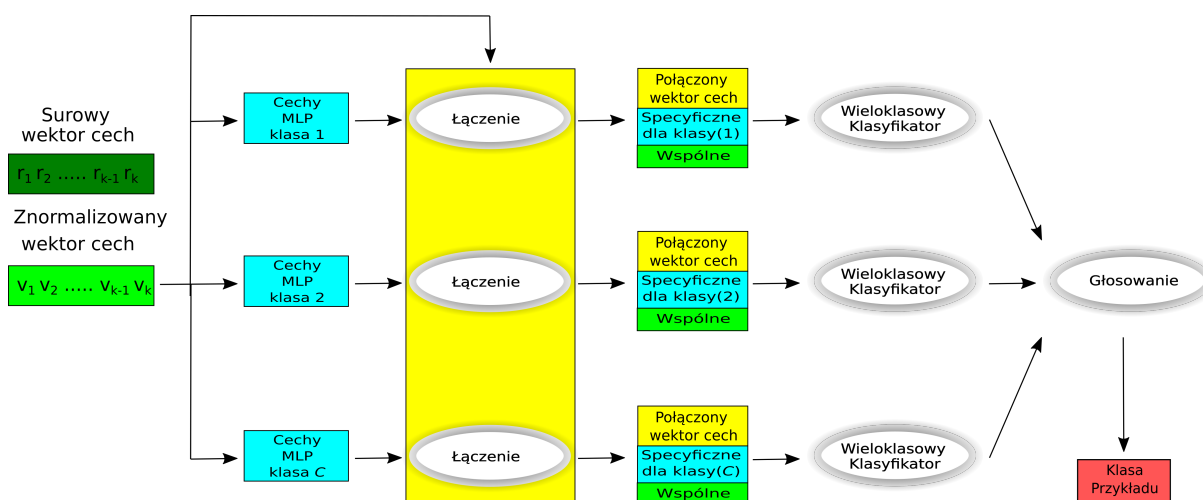 Surowy
wektor cech
r1 r2 ..... rk-1 rk
Znormalizowany
wektor cech
v1 v2 ..... vk-1 vk
Cechy
MLP
klasa 1
Łączenie
Połączony
wektor cech
Specyficzne
dla klasy(1)
Wspólne
Wieloklasowy
Klasyfikator
Cechy
MLP
klasa 2
Łączenie
Połączony
wektor cech
Specyficzne
dla klasy(2)
Wspólne
Wieloklasowy
Klasyfikator
Głosowanie
Cechy
MLP
klasa C
Łączenie
Połączony
wektor cech
Specyficzne
dla klasy(C)
Wspólne
Wieloklasowy
Klasyfikator
Klasa
Przykładu